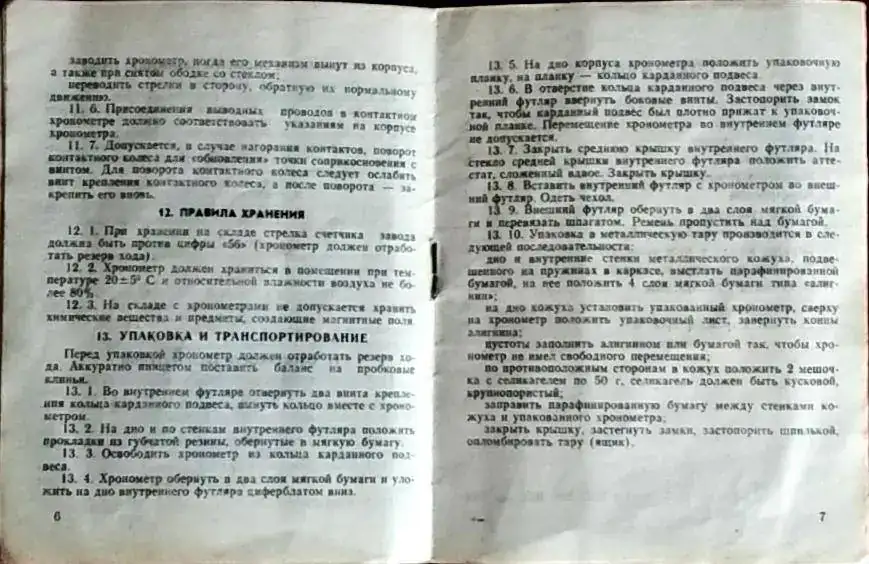 заводить хронометр, когда его механизм вынут из корпуса,
а также при снятом ободке со стеклом;
переводить стрелки в сторону, обратную их нормальному
движению.
11. 6. Присоединения выводных проводов в контактном
хронометре должно соответствовать указаниям на корпусе
хронометра.
11. 7. Допускается, в случае нагорания контактов, поворот
контактного колеса для «обновления» точки соприкосновения с
винтом. Для поворота контактного колеса следует ослабить
винт крепления контактного колеса, а после поворота — за-
крепить его вновь.
12. ПРАВИЛА ХРАНЕНИЯ
12. 1. При хранении на складе стрелка счетчика завода
должна быть против цифры «56» (хронометр должен отрабо-
тать резерв хода).
12. 2. Хронометр должен храниться в помещении при тем-
пературе 20±5° С и относительной влажности воздуха не бо-
лее 80%.
12. 3. На складе с хронометрами не допускается хранить
химические вещества и предметы, создающие магнитные поля.
13. УПАКОВКА И ТРАНСПОРТИРОВАНИЕ
Перед упаковкой хронометр должен отработать резерв хо-
да. Аккуратно пинцетом поставить баланс на пробковые
клинья.
13. 1. Во внутреннем футляре отвернуть два винта крепле-
ния кольца карданного подвеса, вынуть кольцо вместе с хроно-
метром.
13. 2. На дно и по стенкам внутреннего футляра положить
прокладки из губчатой резины, обернутые в мягкую бумагу.
13. 3. Освободить хронометр из кольца карданного под-
веса.
13. 4. Хронометр обернуть в два слоя мягкой бумаги и уло-
жить на дно внутреннего футляра циферблатом вниз.
6
13. 5. На дно корпуса хронометра положить упаковочную
планку, на планку — кольцо карданного подвеса.
13. 6. В отверстие кольца карданного подвеса через внут-
ренний футляр ввернуть боковые винты. Застопорить замок
так, чтобы карданный подвес был плотно прижат к упаковоч-
ной планке. Перемещение хронометра во внутреннем футляре
не допускается.
13. 7. Закрыть среднюю крышку внутреннего футляра. На
стекло средней крышки внутреннего футляра положить атте-
стат, сложенный вдвое. Закрыть крышку.
13. 8. Вставить внутренний футляр с хронометром во внеш-
ний футляр. Одеть чехол.
13. 9. Внешний футляр обернуть в два слоя мягкой бума-
ги и перевязать шпагатом. Ремень пропустить над бумагой.
13. 10. Упаковка в металлическую тару производится в сле-
дующей последовательности:
дно и внутренние стенки металлического кожуха, подве-
шенного на пружинах в каркасе, выстлать парафинированной
бумагой, на нее положить 4 слоя мягкой бумаги типа «алиг-
нин»;
на дно кожуха установить упакованный хронометр, сверху
на хронометр положить упаковочный лист, завернуть концы
алигнина;
пустоты заполнить алигнином или бумагой так, чтобы хро-
нометр не имел свободного перемещения;
по противоположным сторонам в кожух положить 2 мешоч-
ка с селикагелем по 50 г, селикагель должен быть кусковой,
крупнопористый;
заправить парафинированную бумагу между стенками ко-
жуха и упакованного хронометра;
закрыть крышку, застегнуть замки, застопорить шпилькой,
опломбировать тару (ящик).
7